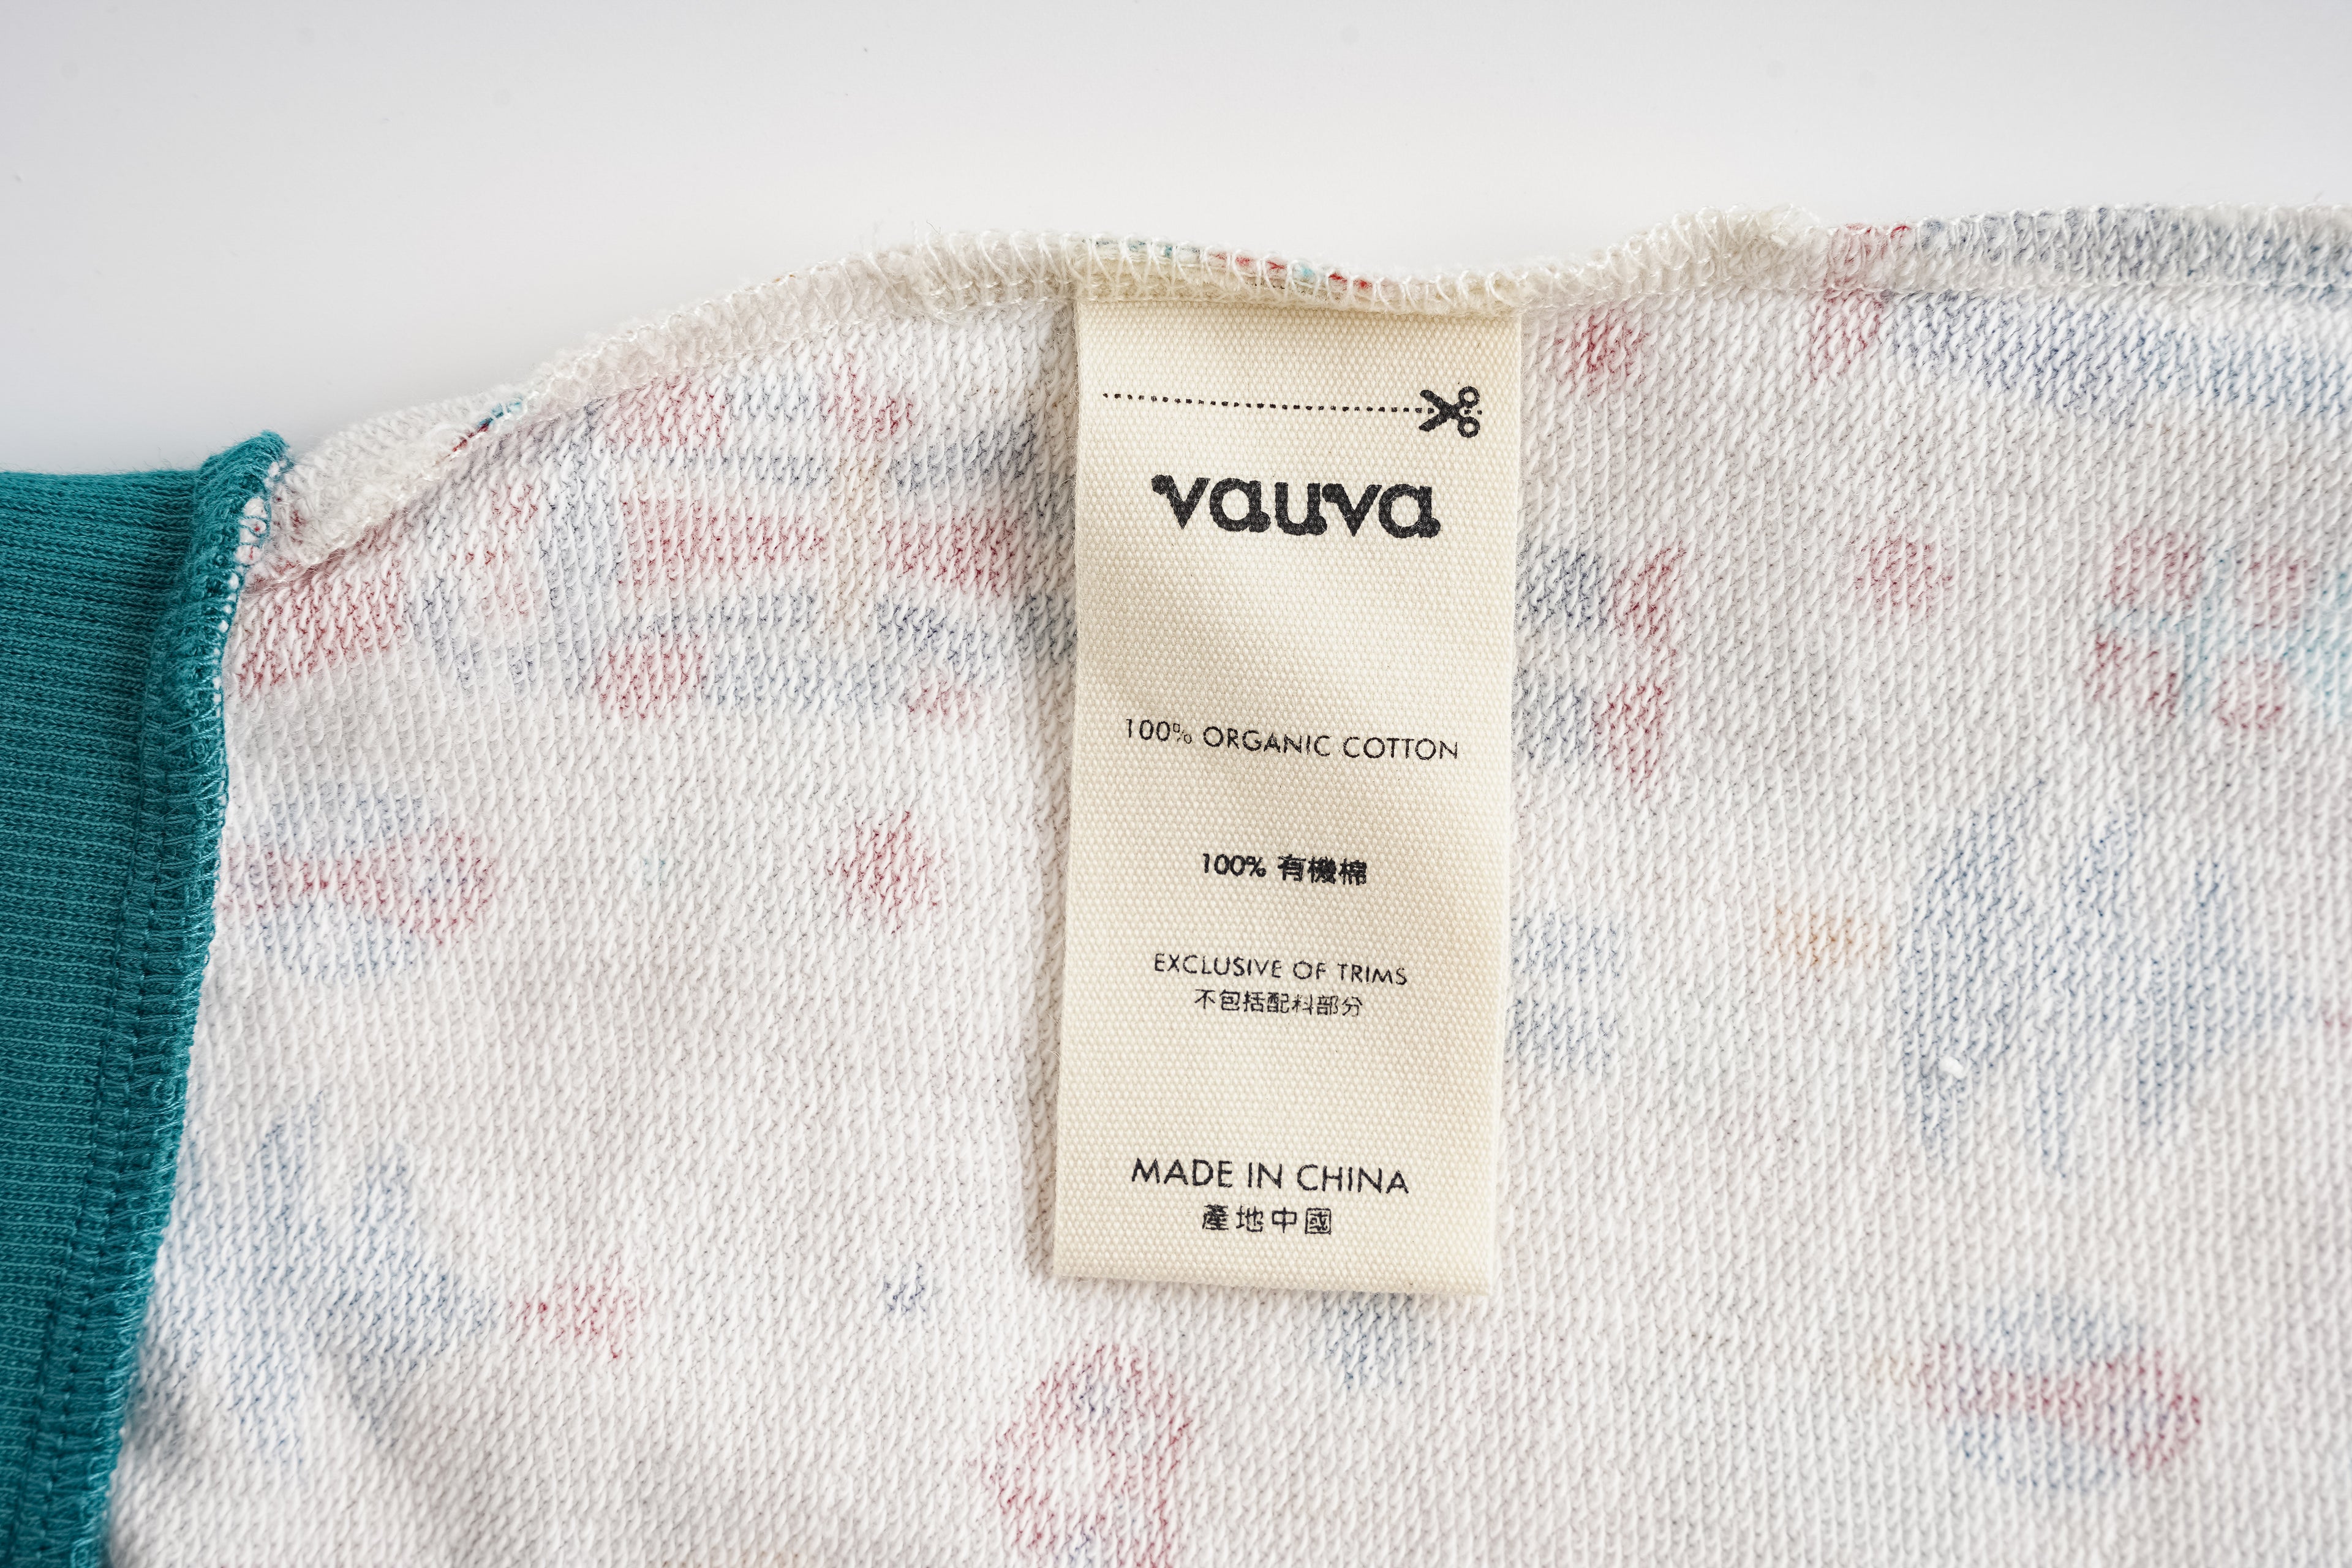 vauva
100% ORGANIC COTTON
100% 有機棉
EXCLUSIVE OF TRIMS
不包括配料部分
MADE IN CHINA
產地中國